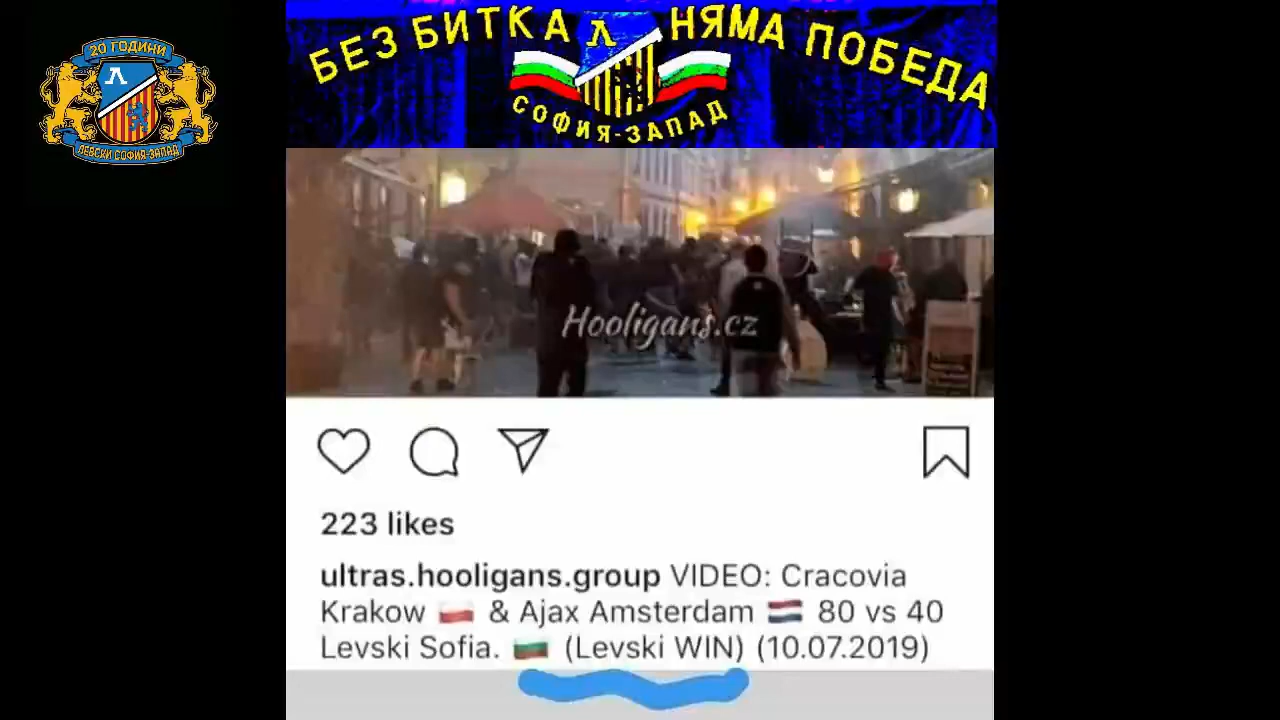 20 ГОДИНИ
Л
ЛЕВСКИ СОФИЯ-ЗАПАД
БЕЗ БИТКА Л НЯМА ПОБЕДА
СОФИЯ-ЗАПАД
Hooligans.cz
223 likes
ultras.hooligans.group VIDEO: Cracovia
Krakow & Ajax Amsterdam 80 vs 40
Levski Sofia. (Levski WIN) (10.07.2019)